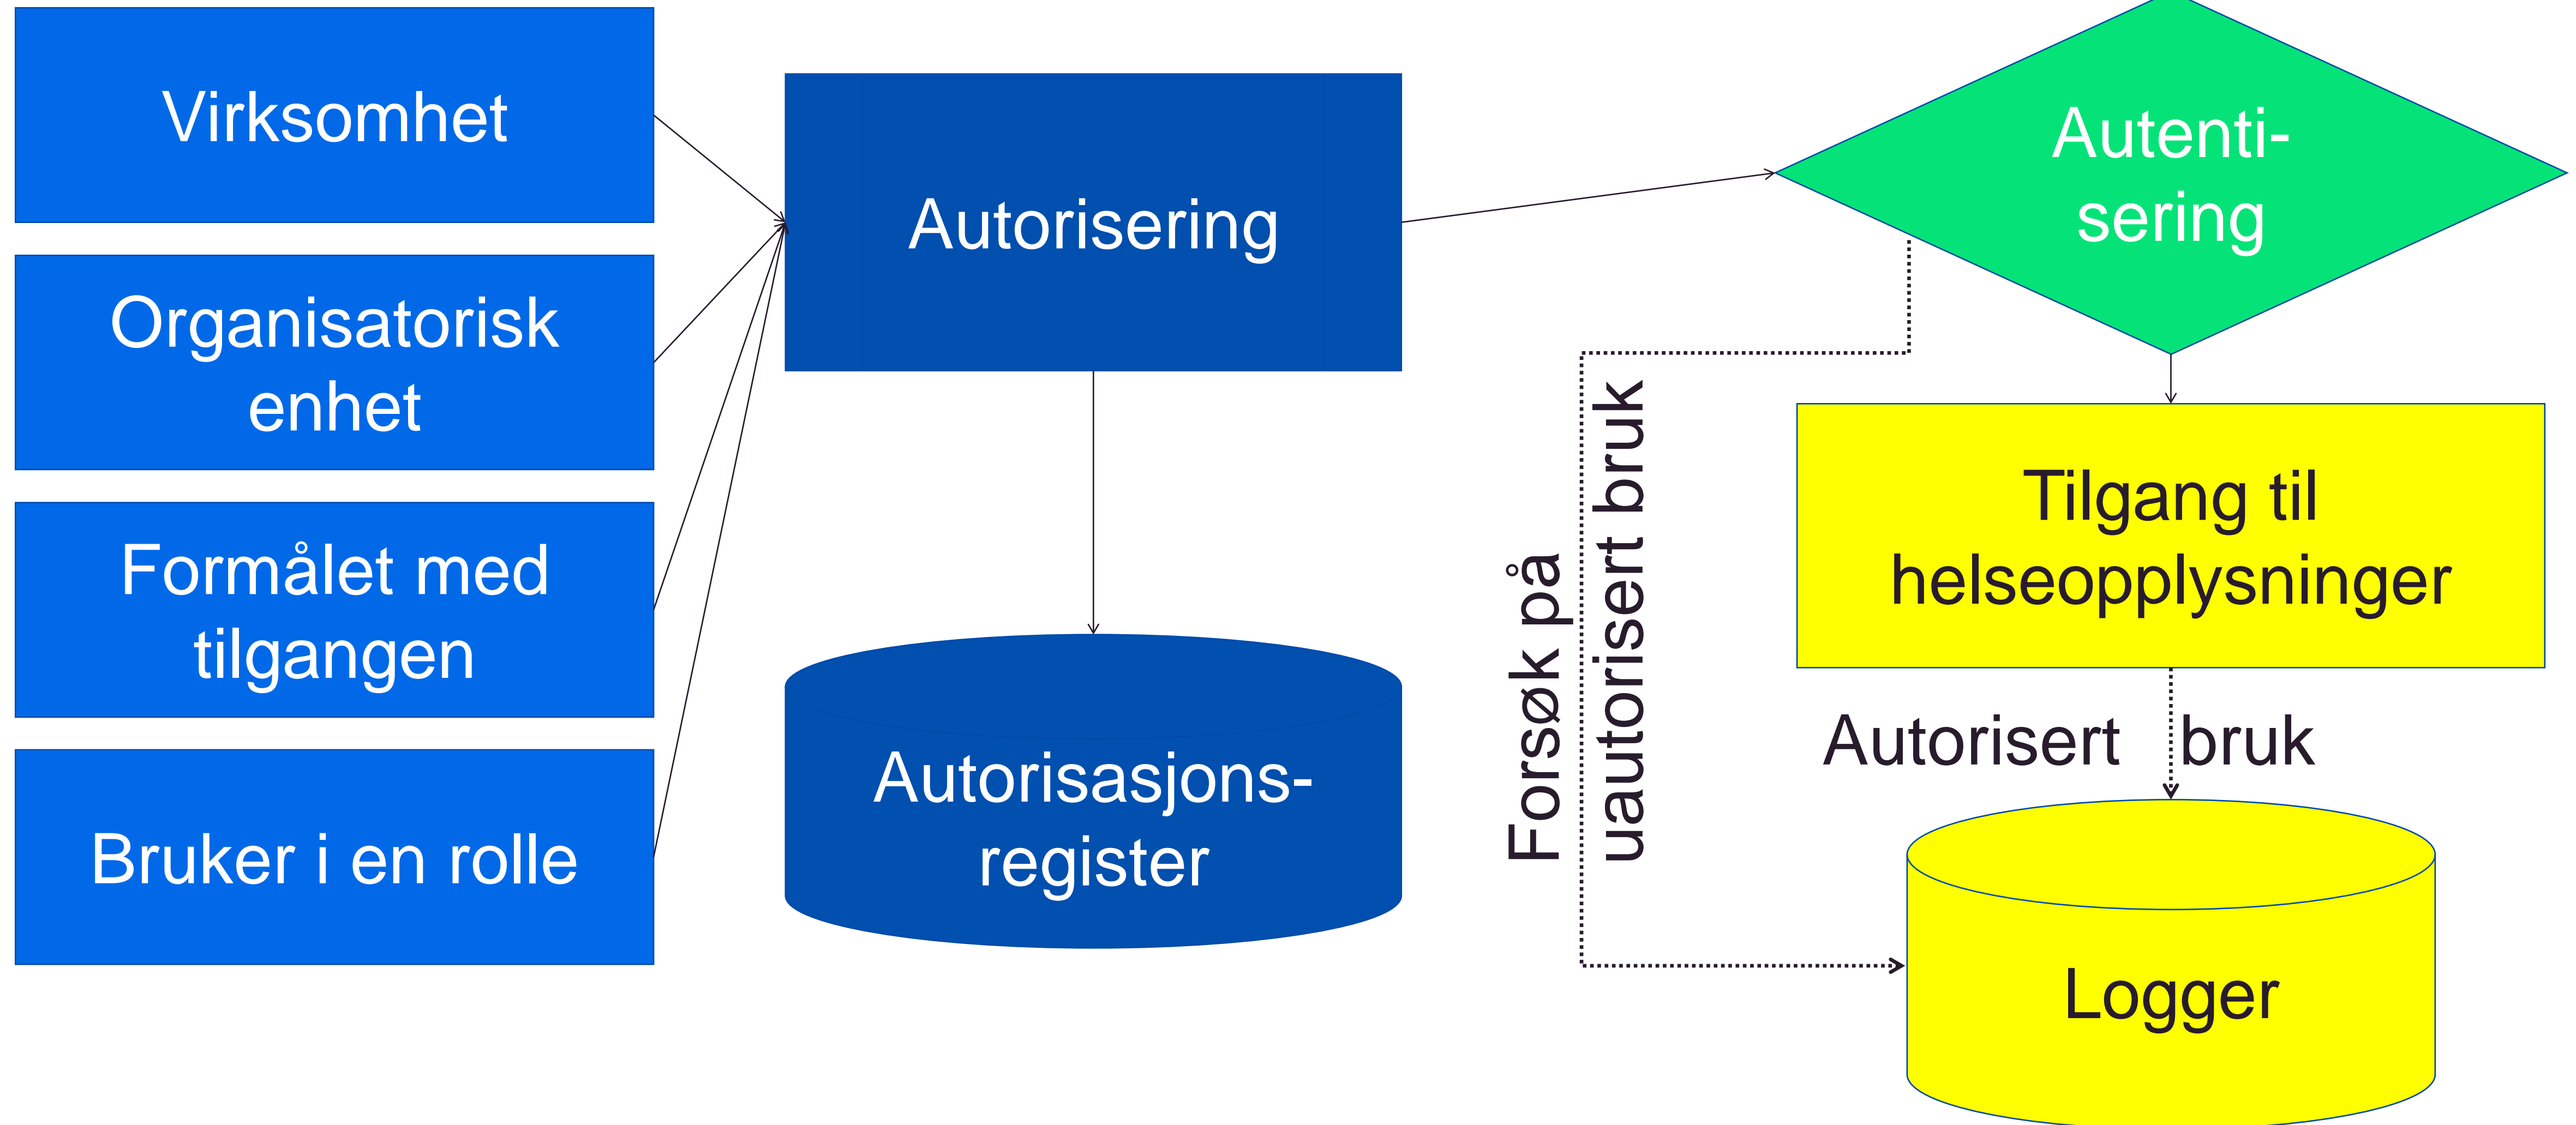 Virksomhet
Organisatorisk
enhet
Formålet med
tilgangen
Bruker i en rolle
Autorisering
Autorisasjons-
register
Autenti-
sering
Forsøk på
uautorisert bruk
Tilgang til
helseopplysninger
Autorisert bruk
Logger